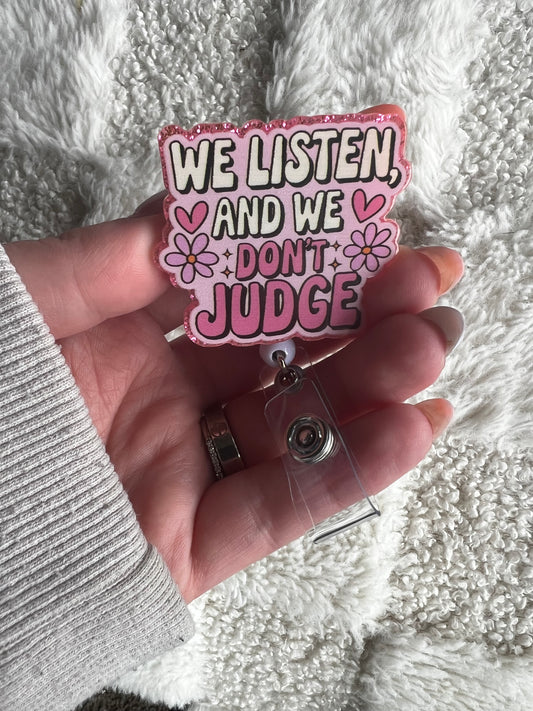 WE LISTEN,
AND WE
DON'T
JUDGE